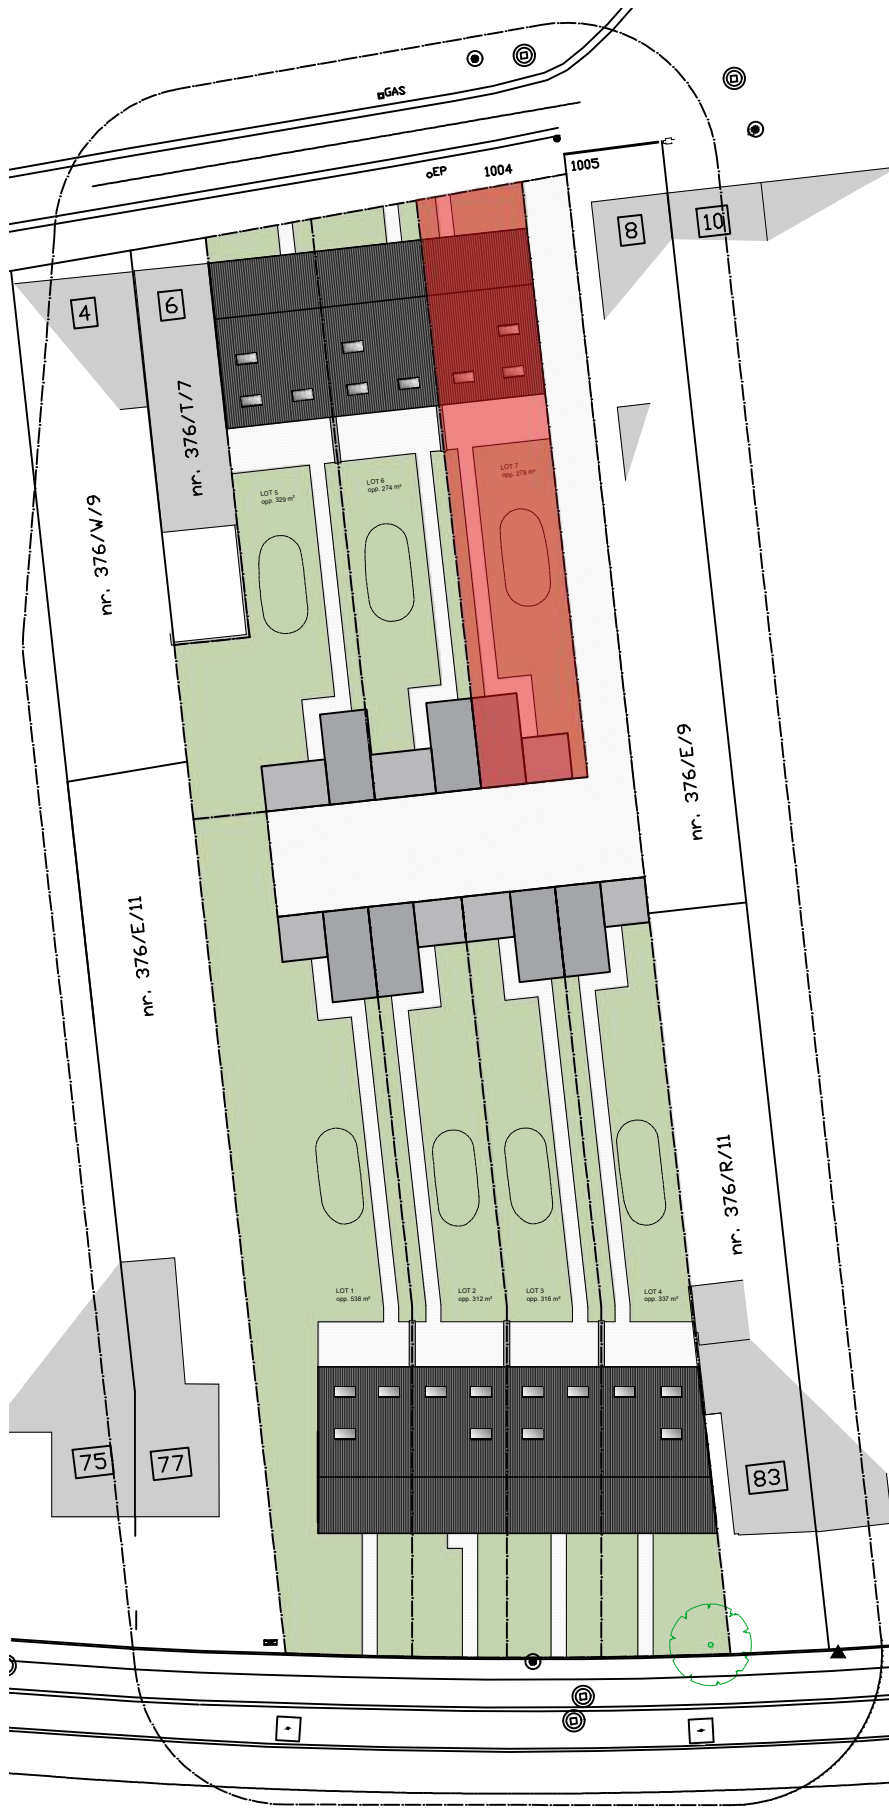 GAS
EP
1004
1005
8
10
4
6
nr. 376/T/7
nr. 376/W/9
LOT 5
opp. 329 m²
LOT 6
opp. 274 m²
LOT 7
opp. 278 m²
nr. 376/E/9
nr. 376/E/11
nr. 376/R/11
LOT 1
opp. 538 m²
LOT 2
opp. 312 m²
LOT 3
opp. 316 m²
LOT 4
opp. 337 m²
75
77
83